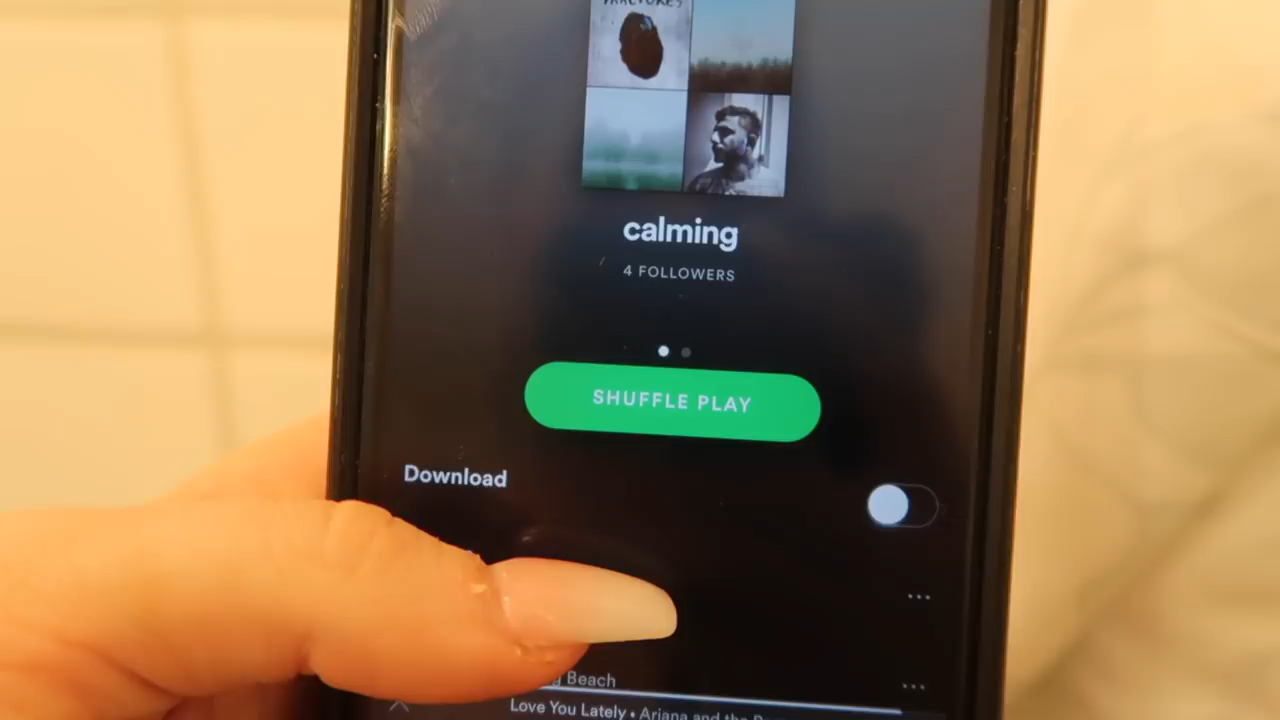 calming
4 FOLLOWERS
SHUFFLE PLAY
Download
Beach
Love You Lately • Ariana and the